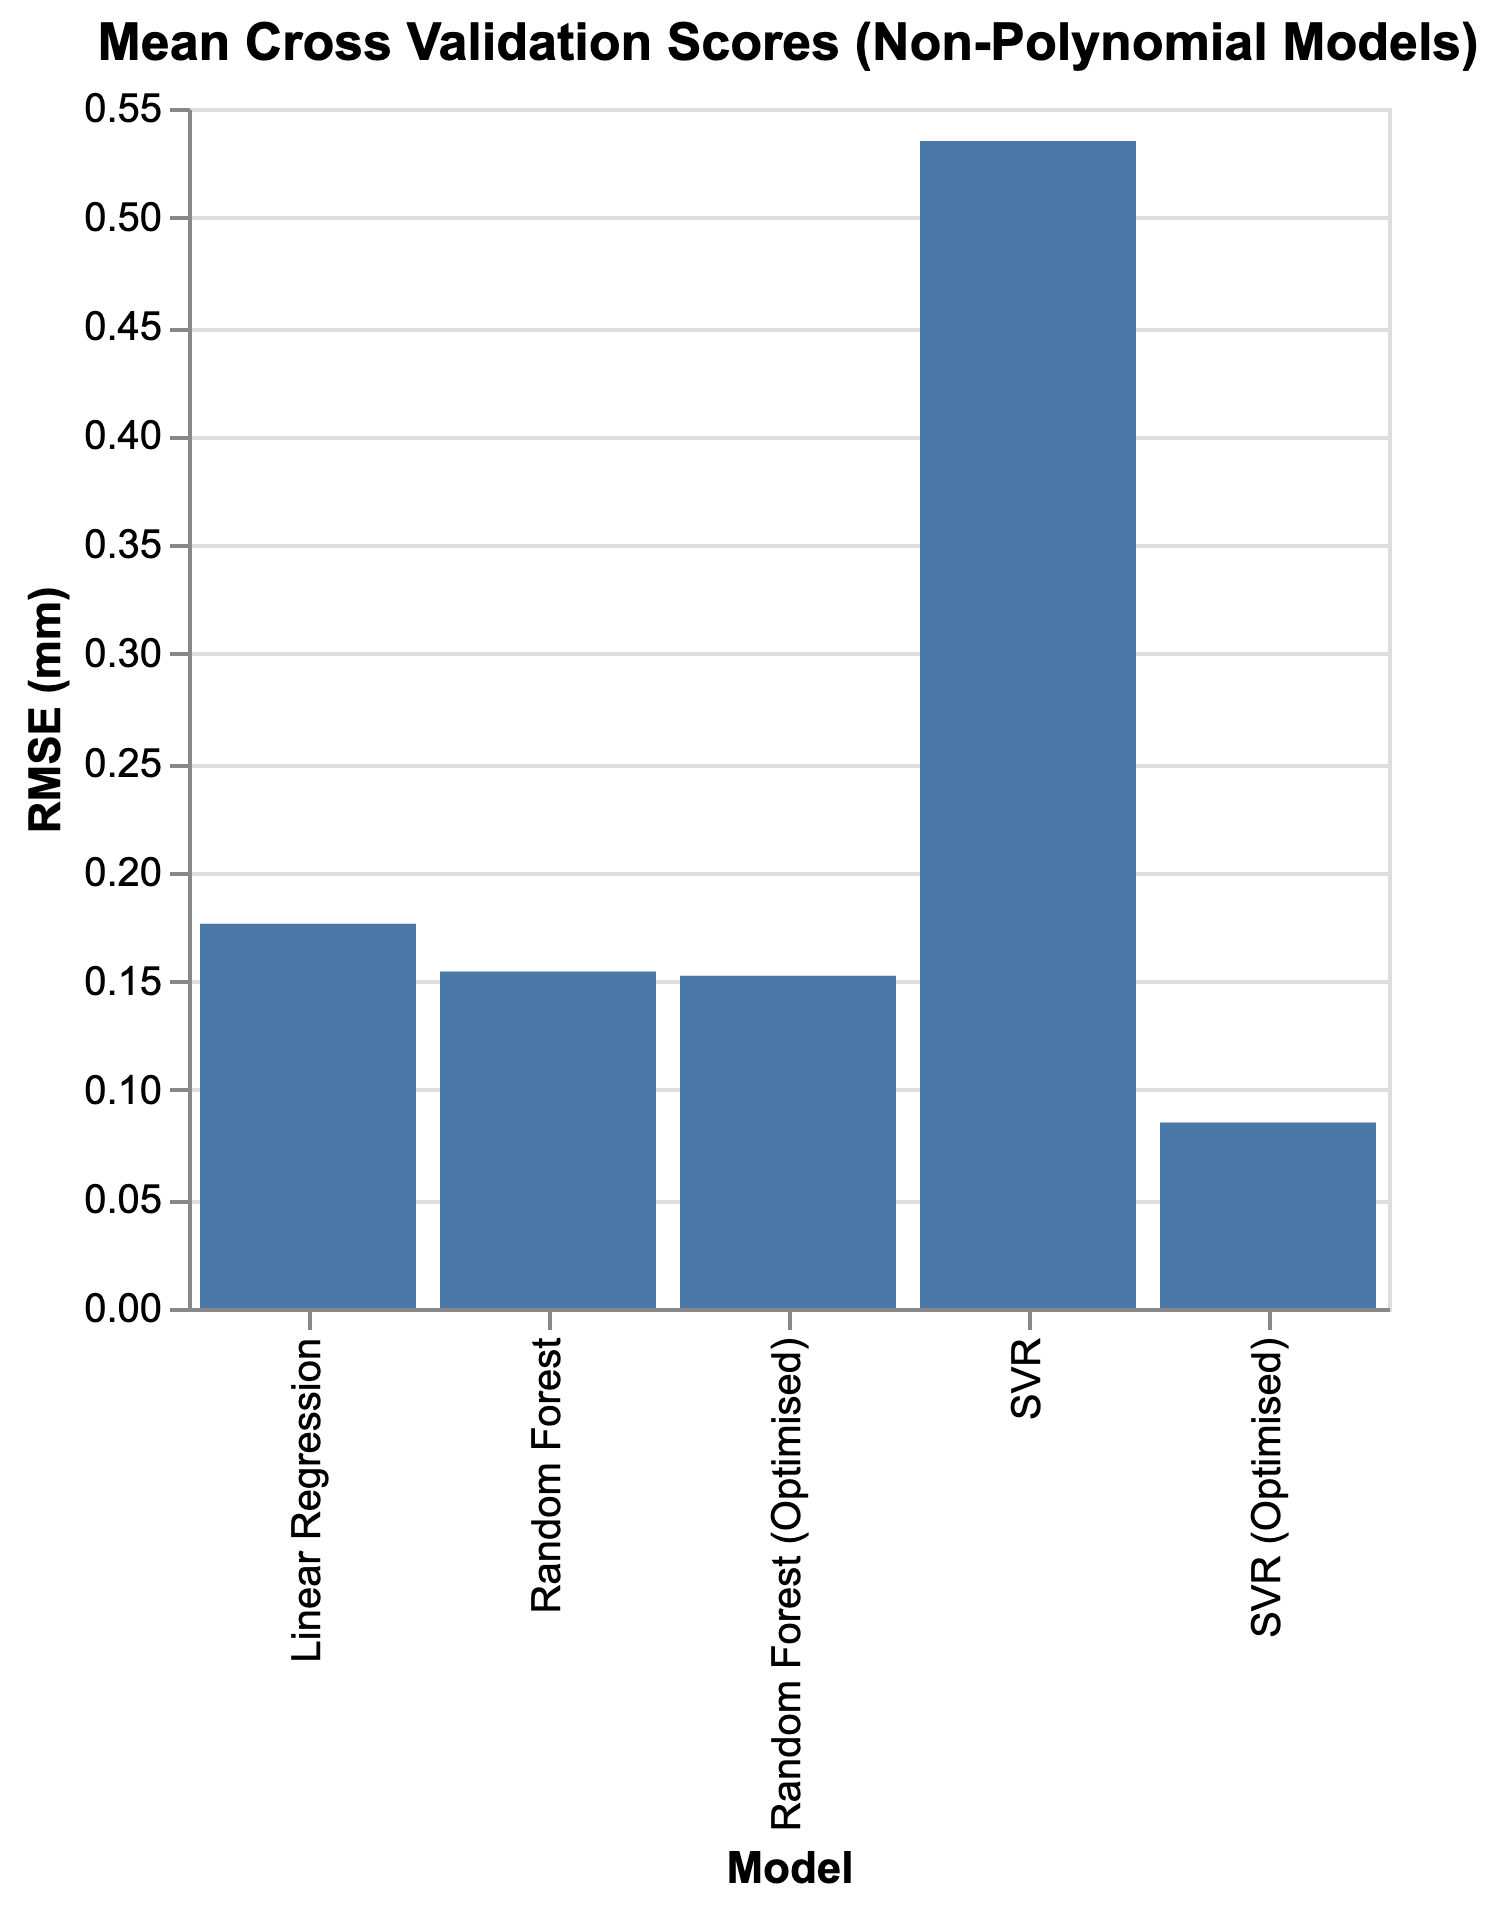 Mean Cross Validation Scores (Non-Polynomial Models)
0.55
0.50
0.45
0.40
0.35
0.30
0.25
0.20
0.15
0.10
0.05
0.00
RMSE (mm)
Linear Regression
Random Forest
Random Forest (Optimised)
SVR
SVR (Optimised)
Model